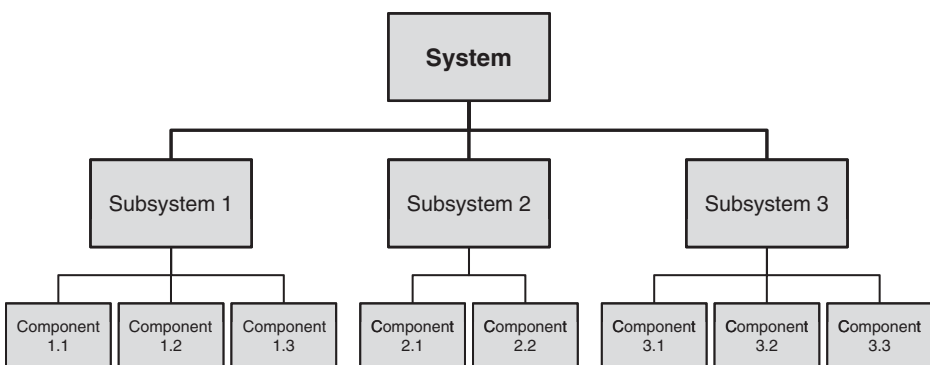 System
Subsystem 1
Subsystem 2
Subsystem 3
Component
1.1
Component
1.2
Component
1.3
Component
2.1
Component
2.2
Component
3.1
Component
3.2
Component
3.3